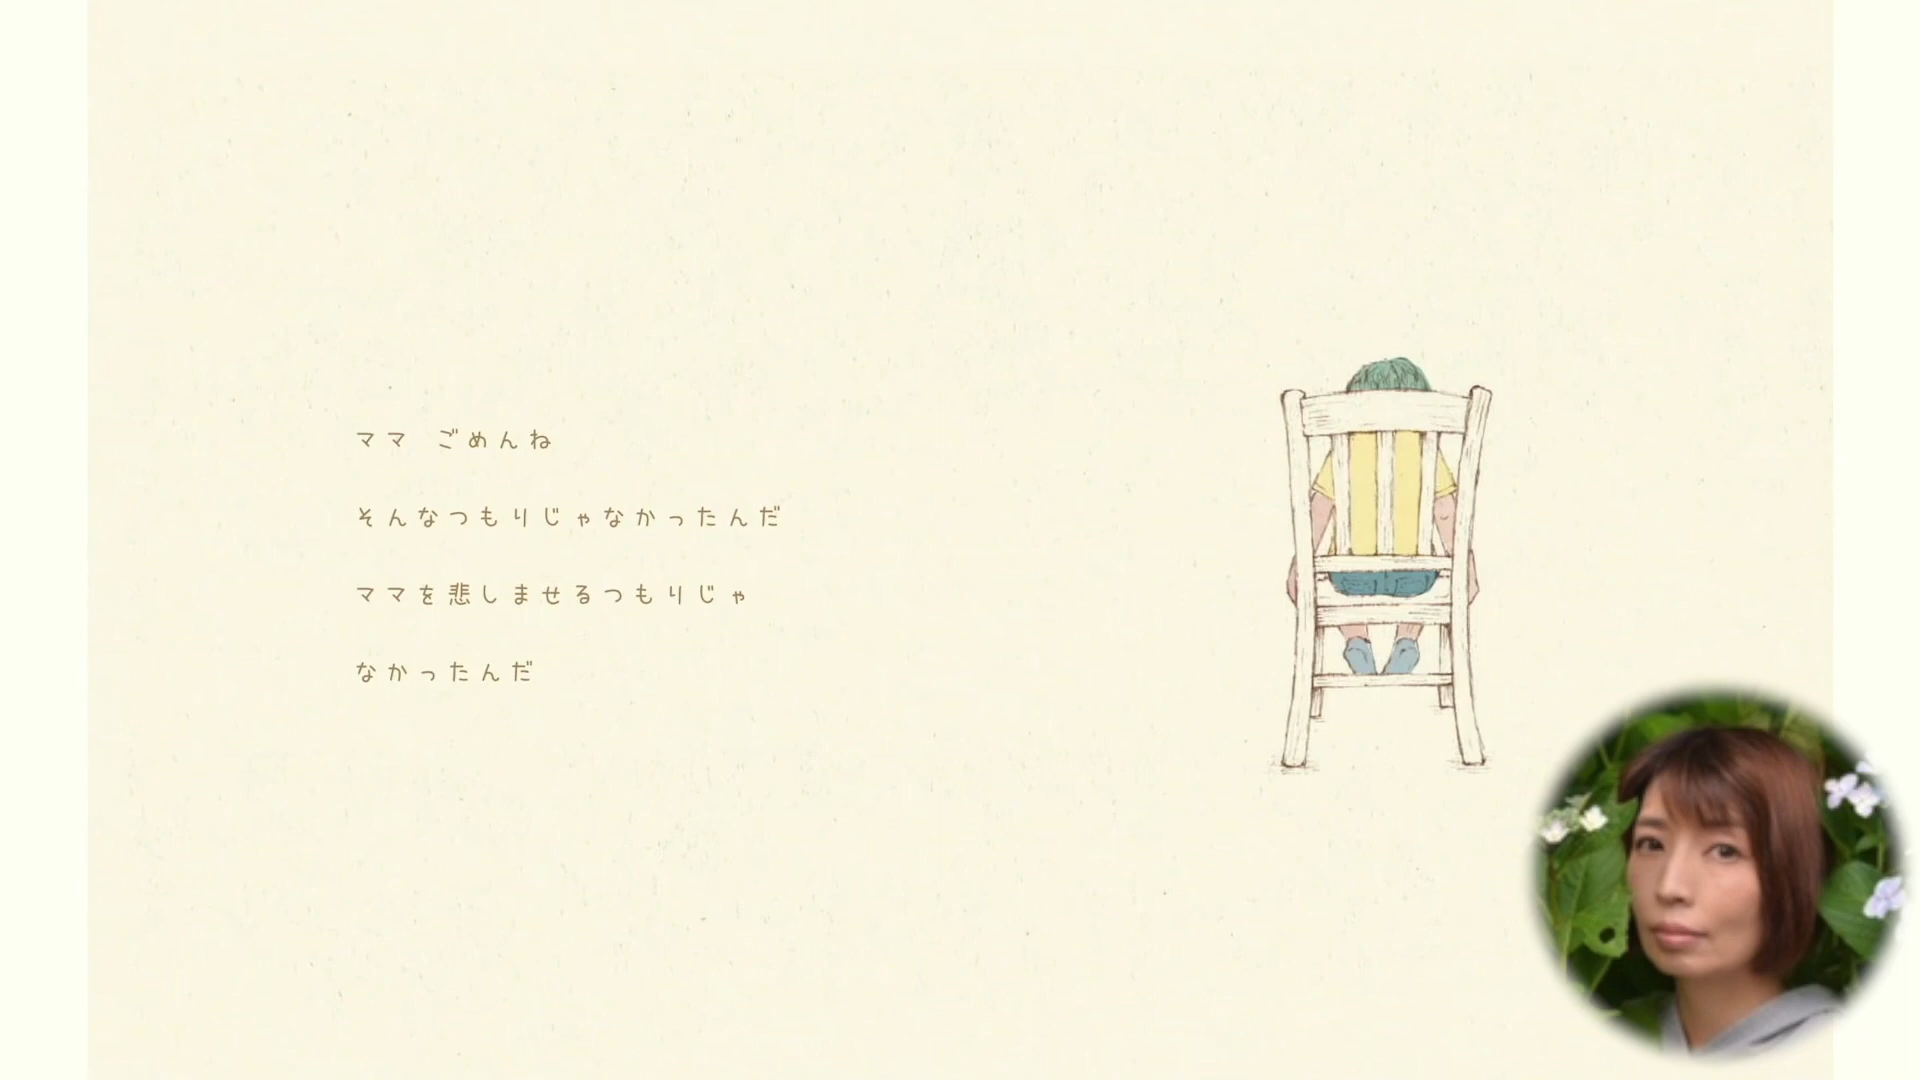 ママ　ごめんね
そんなつもりじゃなかったんだ
ママを悲しませるつもりじゃ
なかったんだ